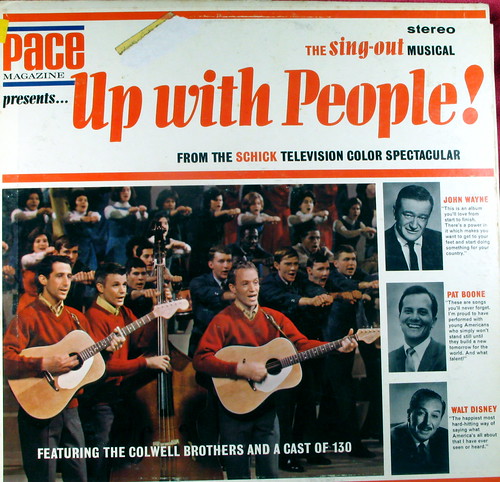 stereo
PACE
MAGAZINE
presents...
THE sing-out MUSICAL
Up with People!
FROM THE SCHICK TELEVISION COLOR SPECTACULAR
JOHN WAYNE
"This is an album
you'll love from
start to finish.
There's a power in
it which makes you
want to get to your
feet and start doing
something for your
country."
PAT BOONE
"These are songs
you'll never forget.
I'm proud to have
performed with
young Americans
who simply won't
stand still until
they build a new
tomorrow for the
world. And what
talent!"
WALT DISNEY
"The happiest most
hard-hitting way of
saying what
America's all about
that I have ever
seen or heard."
FEATURING THE COLWELL BROTHERS AND A CAST OF 130